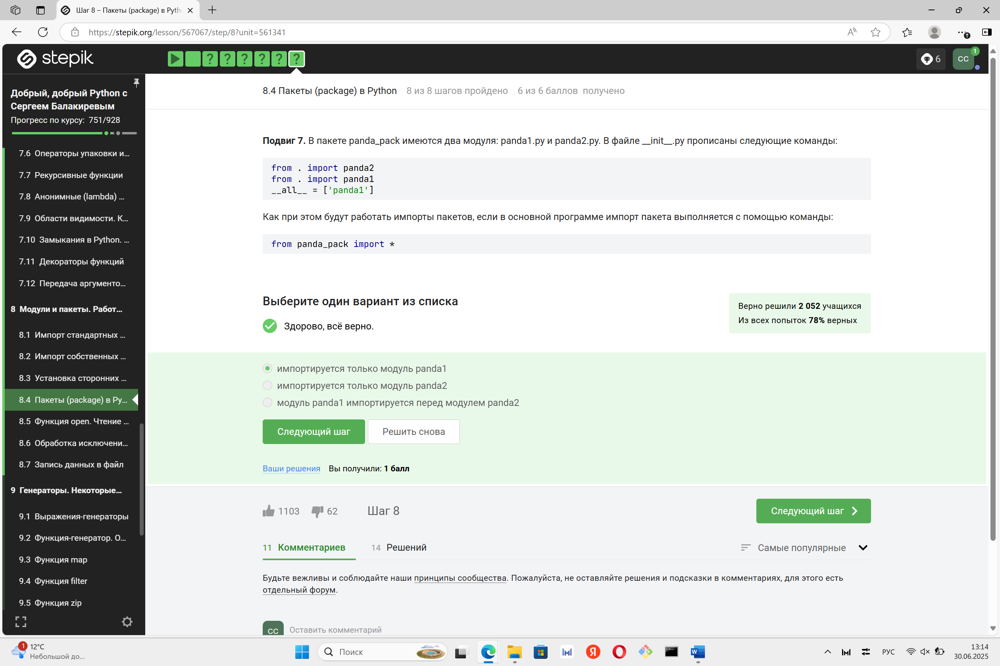 Шаг 8 – Пакеты (package) в Pyth
https://stepik.org/lesson/567067/step/8?unit=561341
stepik
? ? ? ? ? ?
6
CC
1
Добрый, добрый Python с
Сергеем Балакиревым
Прогресс по курсу: 751/928
7.6 Операторы упаковки и...
7.7 Рекурсивные функции
7.8 Анонимные (lambda) ...
7.9 Области видимости. К...
7.10 Замыкания в Python. ...
7.11 Декораторы функций
7.12 Передача аргументо...
8 Модули и пакеты. Работ...
8.1 Импорт стандартных ...
8.2 Импорт собственных ...
8.3 Установка сторонних ...
8.4 Пакеты (package) в Py...
8.5 Функция open. Чтение ...
8.6 Обработка исключени...
8.7 Запись данных в файл
9 Генераторы. Некоторые...
9.1 Выражения-генераторы
9.2 Функция-генератор. О...
9.3 Функция map
9.4 Функция filter
9.5 Функция zip
8.4 Пакеты (package) в Python 8 из 8 шагов пройдено 6 из 6 баллов получено
Подвиг 7. В пакете panda_pack имеются два модуля: panda1.py и panda2.py. В файле __init__.py прописаны следующие команды:
from . import panda2
from . import panda1
__all__ = ['panda1']
Как при этом будут работать импорты пакетов, если в основной программе импорт пакета выполняется с помощью команды:
from panda_pack import *
Выберите один вариант из списка
Здорово, всё верно.
Верно решили 2 052 учащихся
Из всех попыток 78% верных
импортируется только модуль panda1
импортируется только модуль panda2
модуль panda1 импортируется перед модулем panda2
Следующий шаг Решить снова
Ваши решения Вы получили: 1 балл
1103 62 Шаг 8 Следующий шаг
11 Комментариев 14 Решений Самые популярные
Будьте вежливы и соблюдайте наши принципы сообщества. Пожалуйста, не оставляйте решения и подсказки в комментариях, для этого есть
отдельный форум.
CC Оставить комментарий
1
12°C
Небольшой до...
Поиск
РУС
13:14
30.06.2025